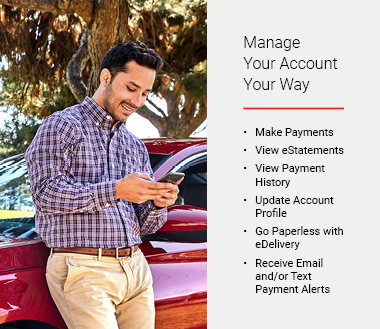 Manage
Your Account
Your Way
• Make Payments
• View eStatements
• View Payment
History
• Update Account
Profile
• Go Paperless with
eDelivery
• Receive Email
and/or Text
Payment Alerts